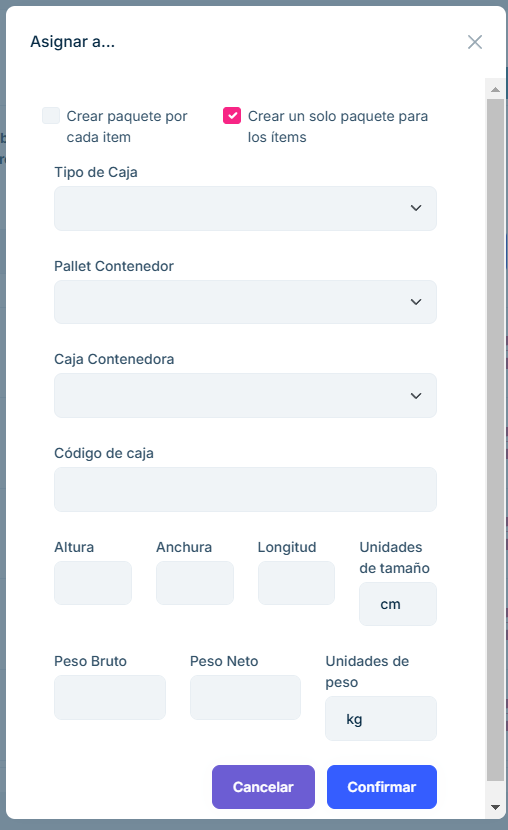 Asignar a...
Crear paquete por
cada ítem
Crear un solo paquete para
los ítems
Tipo de Caja
Pallet Contenedor
Caja Contenedora
Código de caja
Altura
Anchura
Longitud
Unidades
de tamaño
cm
Peso Bruto
Peso Neto
Unidades de
peso
kg
Cancelar
Confirmar